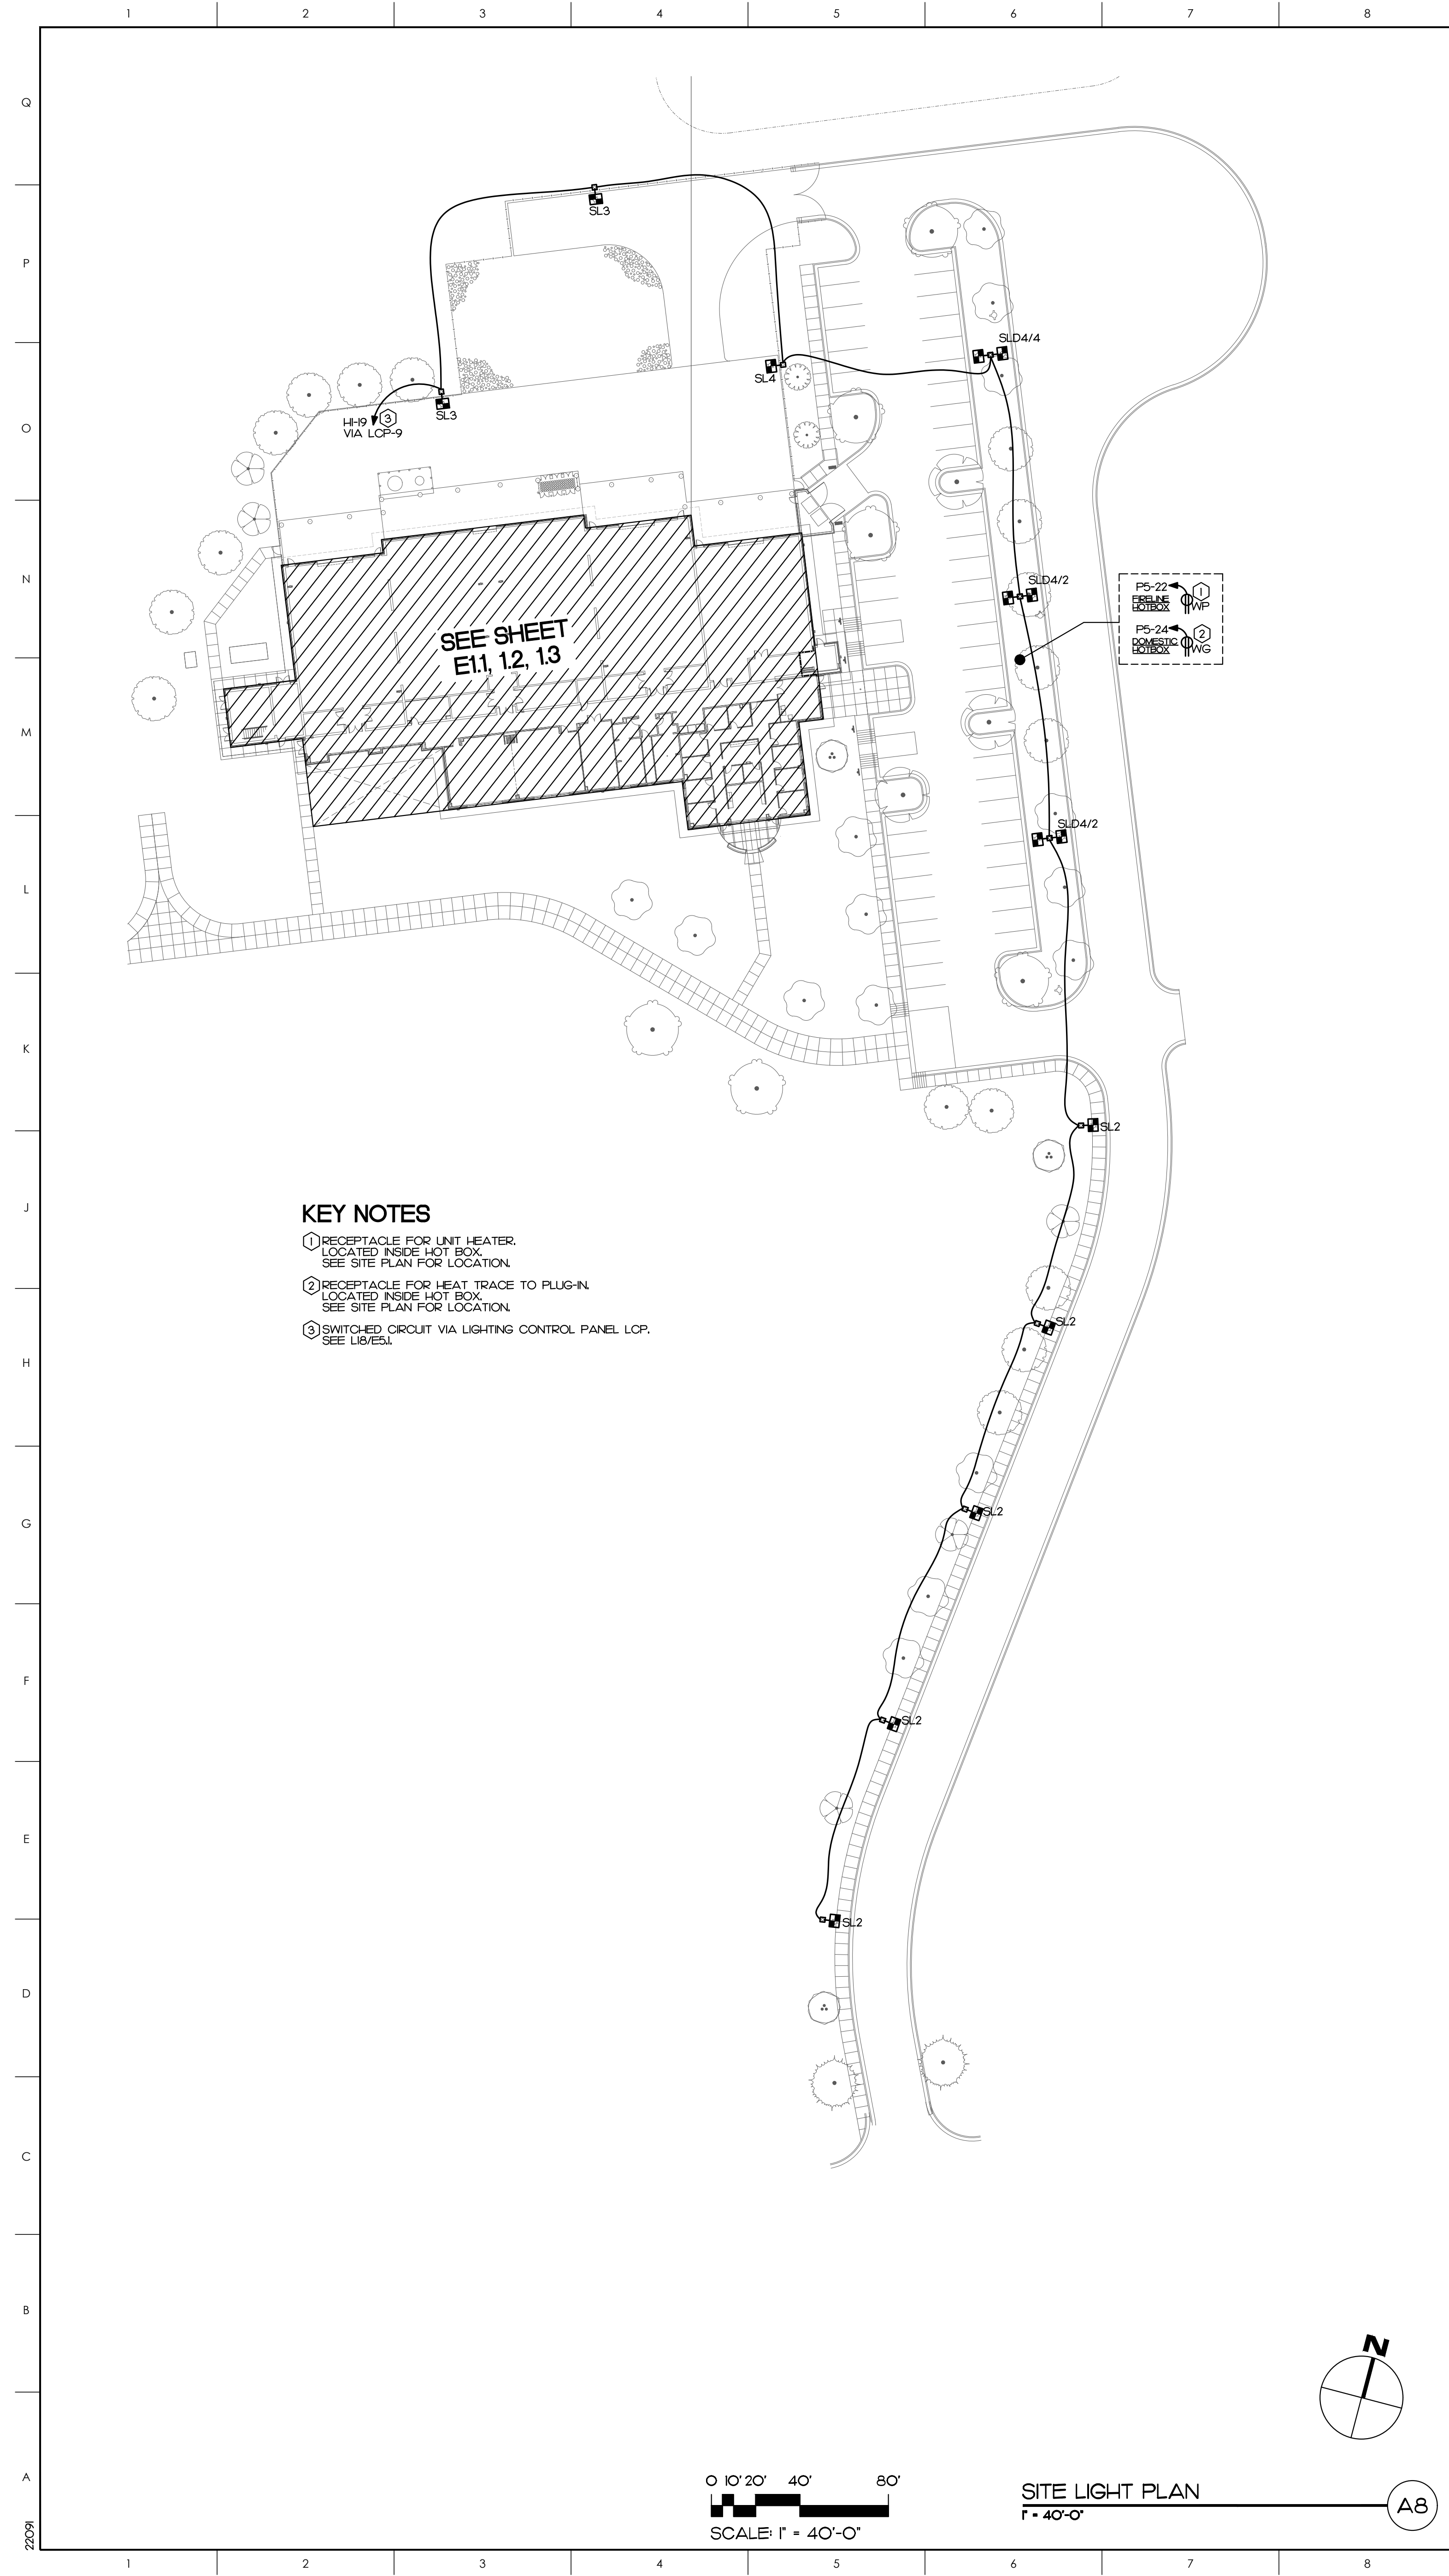 1 2 3 4 5 6 7 8
Q
SL3
P
SLD4/4
SL4
SL3
H1-19 3
VIA LCP-9
O
N
SLD4/2
P5-22 1
FIRELINE
HOTBOX WP
P5-24 2
DOMESTIC
HOTBOX WG
SEE SHEET
E1.1, 1.2, 1.3
M
SLD4/2
L
K
SL2
J
KEY NOTES
1 RECEPTACLE FOR UNIT HEATER.
LOCATED INSIDE HOT BOX.
SEE SITE PLAN FOR LOCATION.
2 RECEPTACLE FOR HEAT TRACE TO PLUG-IN.
LOCATED INSIDE HOT BOX.
SEE SITE PLAN FOR LOCATION.
3 SWITCHED CIRCUIT VIA LIGHTING CONTROL PANEL LCP.
SEE L18/E5.1.
SL2
H
SL2
G
F
SL2
E
SL2
D
C
B
N
A
0 10' 20' 40' 80'
SCALE: 1" = 40'-0"
SITE LIGHT PLAN
1" = 40'-0"
A8
22091
1 2 3 4 5 6 7 8